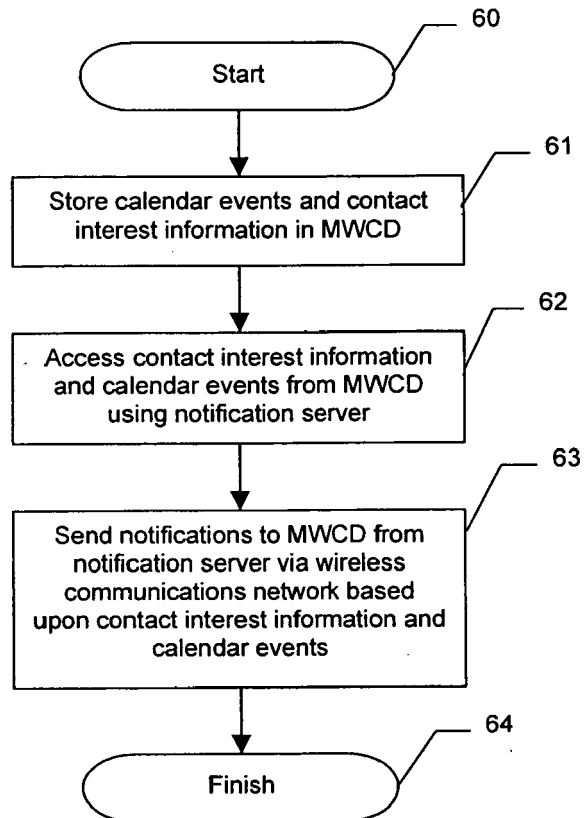 60
Start
61
Store calendar events and contact
interest information in MWCD
62
Access contact interest information
and calendar events from MWCD
using notification server
63
Send notifications to MWCD from
notification server via wireless
communications network based
upon contact interest information and
calendar events
64
Finish